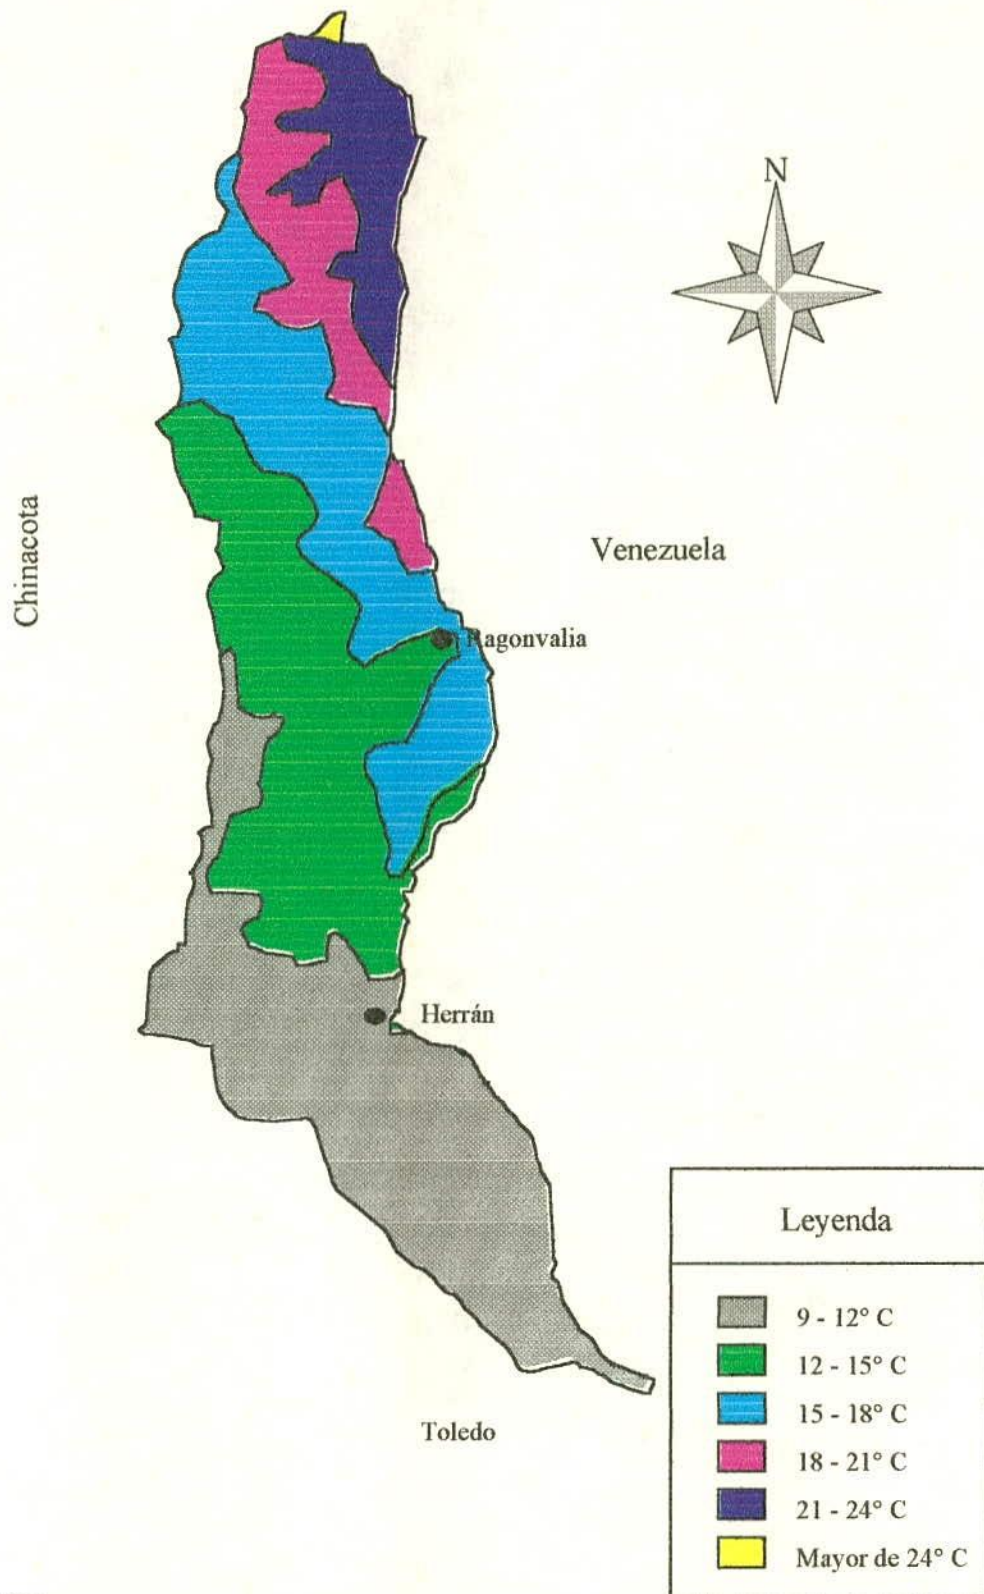 N
Chinacota
Venezuela
Ragonvalia
Herrán
Toledo
Leyenda
9 - 12° C
12 - 15° C
15 - 18° C
18 - 21° C
21 - 24° C
Mayor de 24° C